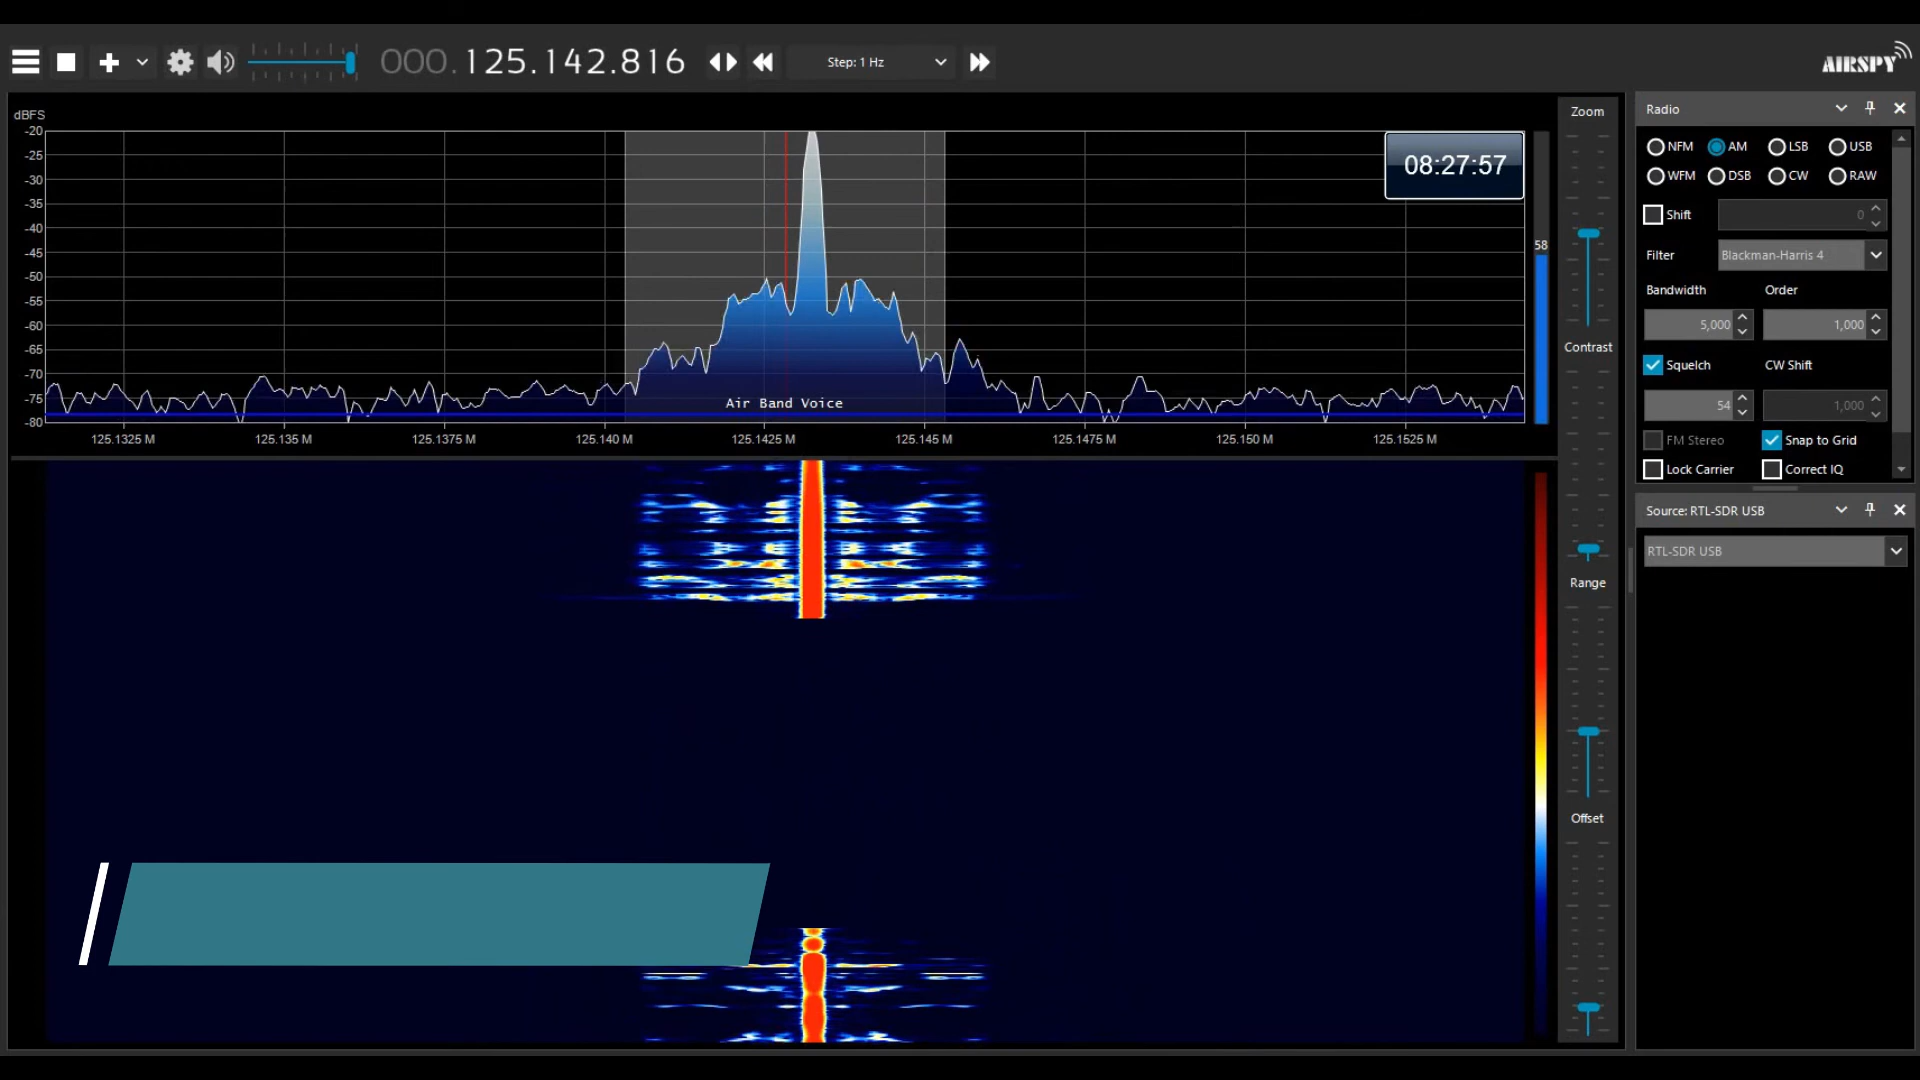 000.125.142.816
Step: 1 Hz
AIRSPY
dBFS
-20
-25
-30
-35
-40
-45
-50
-55
-60
-65
-70
-75
-80
08:27:57
58
Air Band Voice
125.1325 M
125.135 M
125.1375 M
125.140 M
125.1425 M
125.145 M
125.1475 M
125.150 M
125.1525 M
Zoom
Contrast
Range
Offset
Radio
NFM AM LSB USB
WFM DSB CW RAW
Shift 0
Filter Blackman-Harris 4
Bandwidth Order
5,000 1,000
Squelch CW Shift
54 1,000
FM Stereo Snap to Grid
Lock Carrier Correct IQ
Source: RTL-SDR USB
RTL-SDR USB